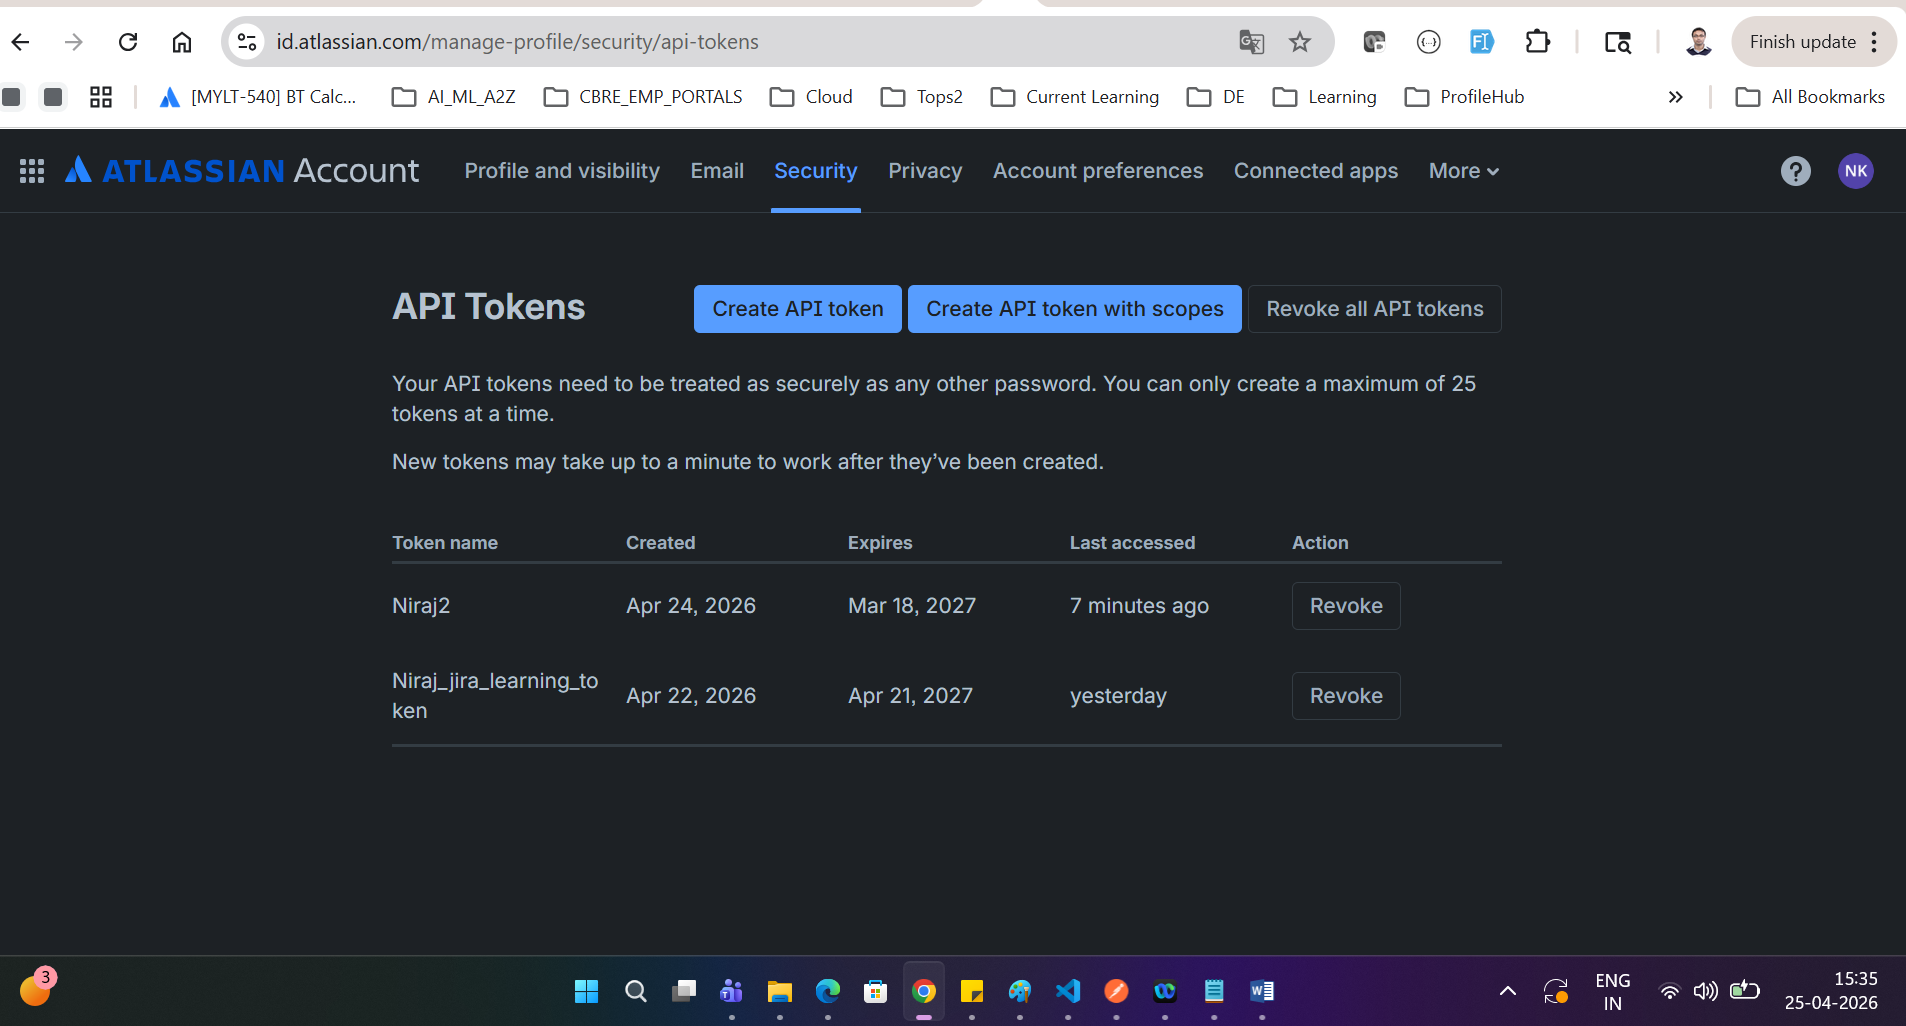 id.atlassian.com/manage-profile/security/api-tokens
Finish update
[MYLT-540] BT Calc...
AI_ML_A2Z
CBRE_EMP_PORTALS
Cloud
Tops2
Current Learning
DE
Learning
ProfileHub
All Bookmarks
ATLASSIAN Account
Profile and visibility
Email
Security
Privacy
Account preferences
Connected apps
More
?
NK
API Tokens
Create API token
Create API token with scopes
Revoke all API tokens
Your API tokens need to be treated as securely as any other password. You can only create a maximum of 25
tokens at a time.
New tokens may take up to a minute to work after they’ve been created.
Token name Created Expires Last accessed Action
Niraj2 Apr 24, 2026 Mar 18, 2027 7 minutes ago Revoke
Niraj_jira_learning_to
ken
Apr 22, 2026 Apr 21, 2027 yesterday Revoke
3
ENG
IN
15:35
25-04-2026